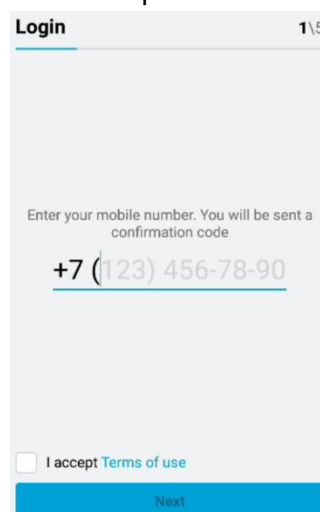 Login
1\5
Enter your mobile number. You will be sent a
confirmation code
+7 (123) 456-78-90
I accept Terms of use
Next